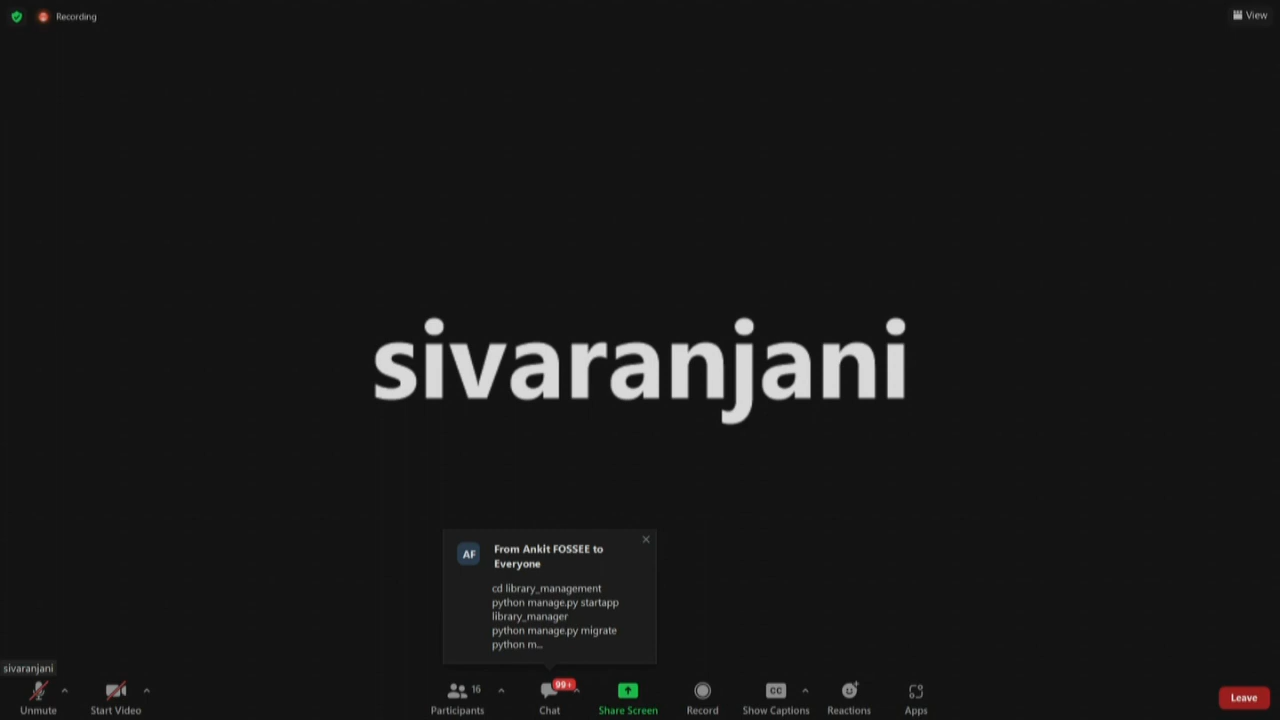 Recording
View
sivaranjani
AF
From Ankit FOSSEE to
Everyone
cd library_management
python manage.py startapp
library_manager
python manage.py migrate
python m...
sivaranjani
Unmute
Start Video
Participants
16
Chat
99+
Share Screen
Record
CC
Show Captions
Reactions
Apps
Leave